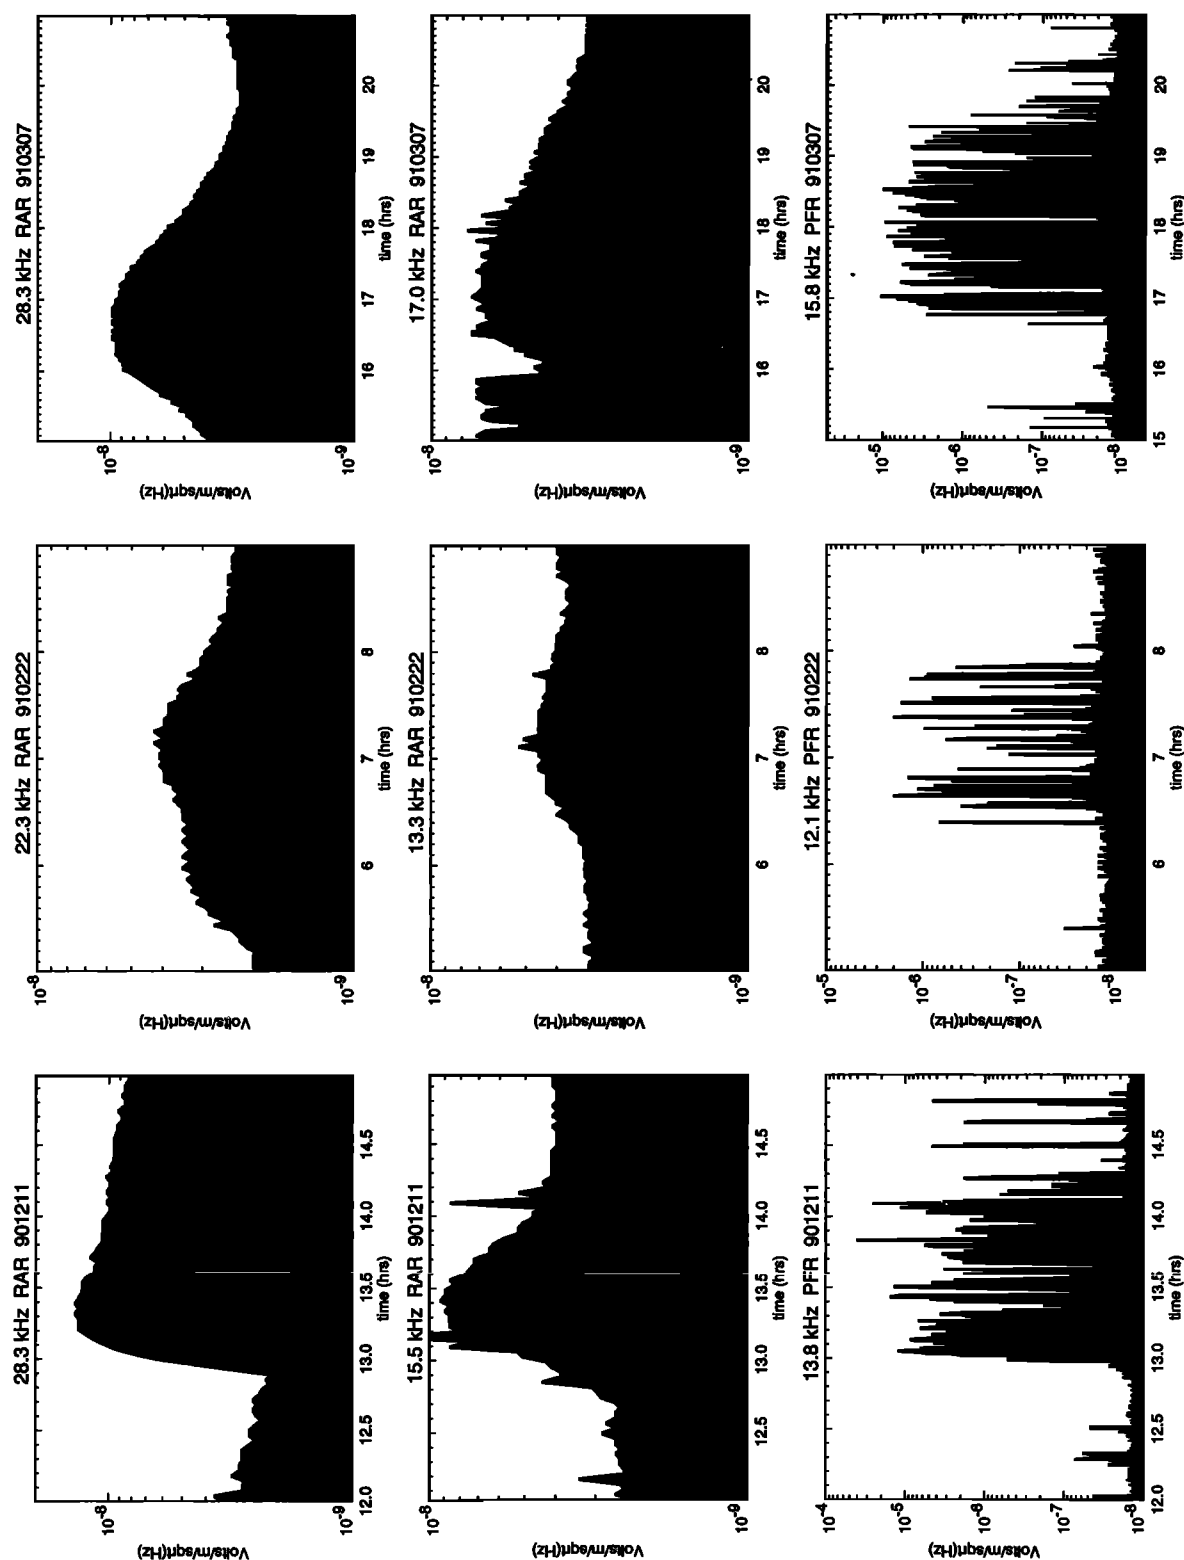 28.3 kHz RAR 910307
10-8
10-9
Volts/m/sqrt(Hz)
16
17
18
19
20
time (hrs)
17.0 kHz RAR 910307
10-8
10-9
Volts/m/sqrt(Hz)
16
17
18
19
20
time (hrs)
15.8 kHz PFR 910307
10-5
10-6
10-7
10-8
Volts/m/sqrt(Hz)
15
16
17
18
19
20
time (hrs)
22.3 kHz RAR 910222
10-8
10-9
Volts/m/sqrt(Hz)
6
7
8
time (hrs)
13.3 kHz RAR 910222
10-8
10-9
Volts/m/sqrt(Hz)
6
7
8
time (hrs)
12.1 kHz PFR 910222
10-5
10-6
10-7
10-8
Volts/m/sqrt(Hz)
6
7
8
time (hrs)
28.3 kHz RAR 901211
10-8
10-9
Volts/m/sqrt(Hz)
12.0
12.5
13.0
13.5
14.0
14.5
time (hrs)
15.5 kHz RAR 901211
10-8
10-9
Volts/m/sqrt(Hz)
12.5
13.0
13.5
14.0
14.5
time (hrs)
13.8 kHz PFR 901211
10-4
10-5
10-6
10-7
10-8
Volts/m/sqrt(Hz)
12.0
12.5
13.0
13.5
14.0
14.5
time (hrs)